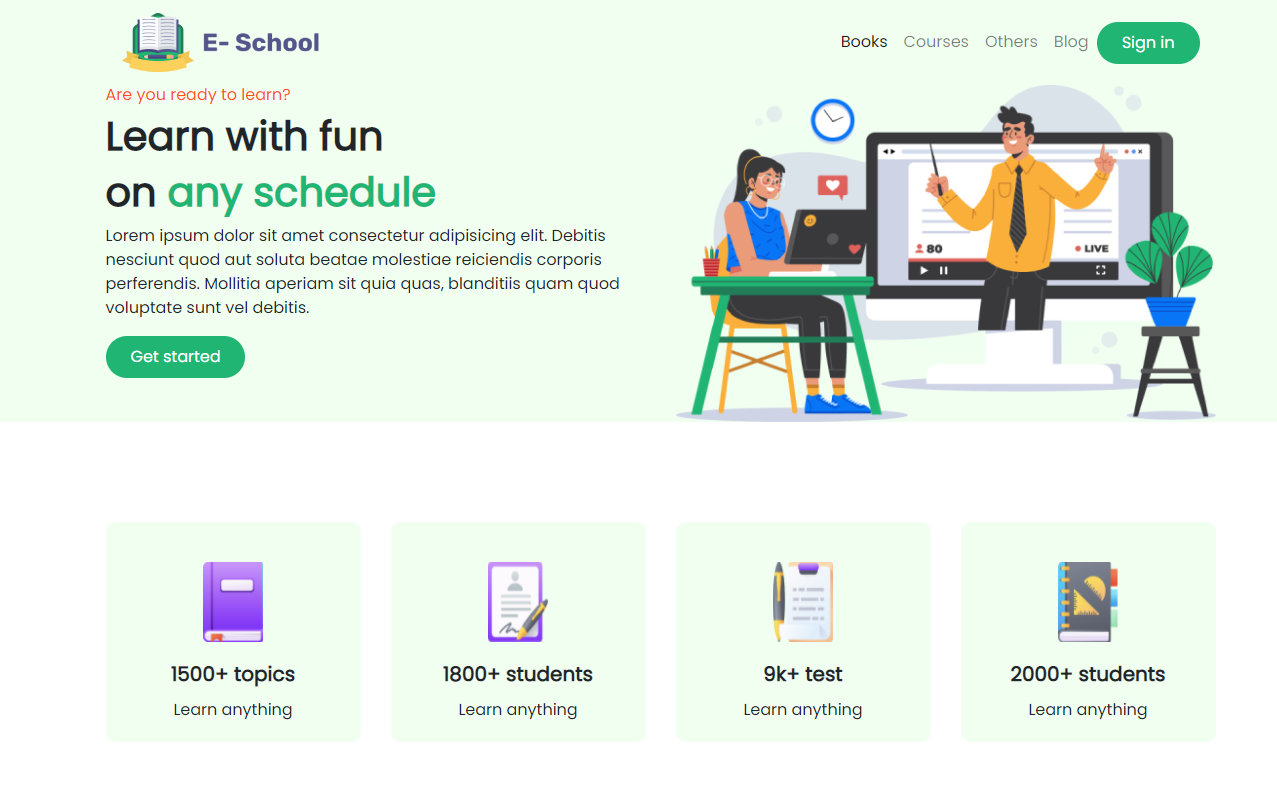 E- School
Books Courses Others Blog Sign in
Are you ready to learn?
Learn with fun
on any schedule
Lorem ipsum dolor sit amet consectetur adipisicing elit. Debitis
nesciunt quod aut soluta beatae molestiae reiciendis corporis
perferendis. Mollitia aperiam sit quia quas, blanditiis quam quod
voluptate sunt vel debitis.
Get started
80
LIVE
1500+ topics
Learn anything
1800+ students
Learn anything
9k+ test
Learn anything
2000+ students
Learn anything